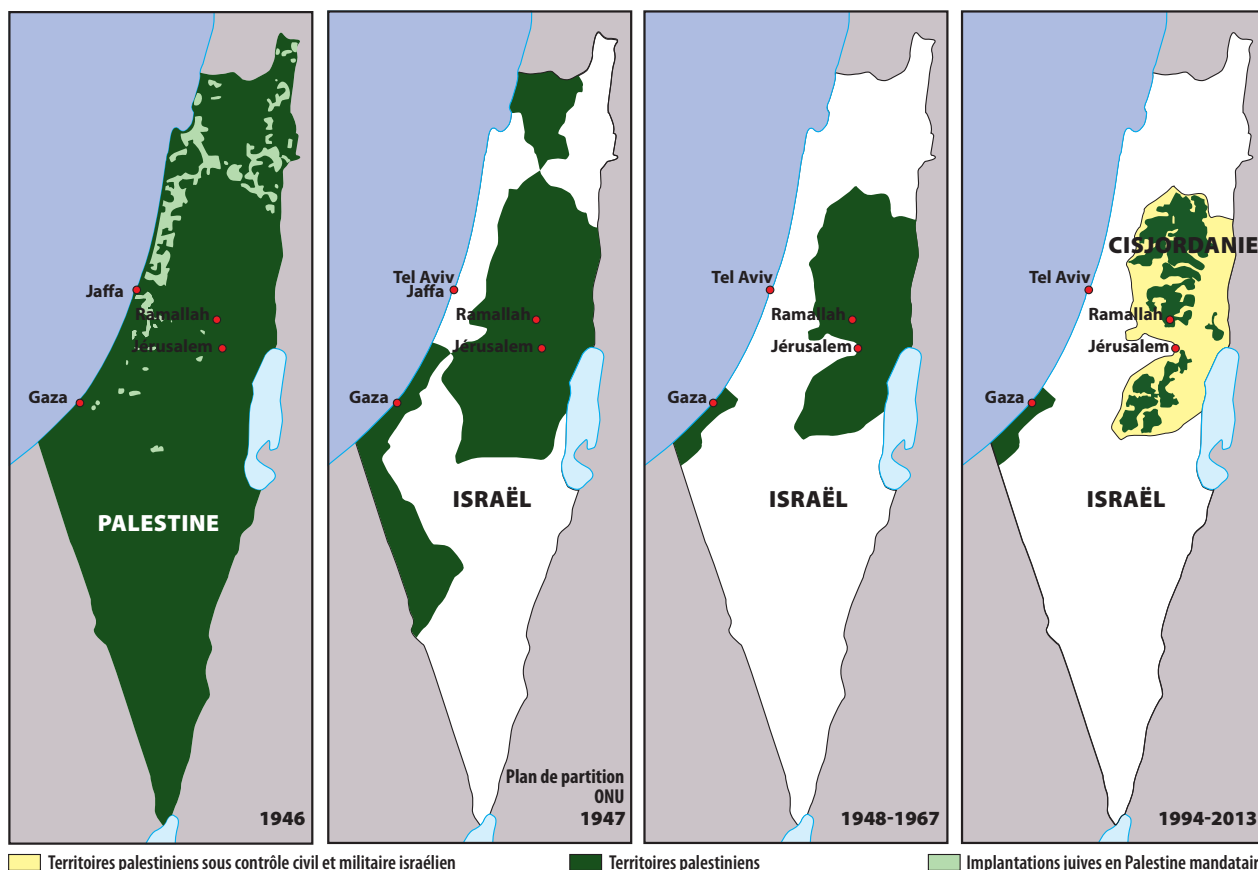 Jaffa
Ramallah
Jérusalem
Gaza
PALESTINE
1946
Tel Aviv
Jaffa
Ramallah
Jérusalem
Gaza
ISRAËL
Plan de partition
ONU
1947
Tel Aviv
Ramallah
Jérusalem
Gaza
ISRAËL
1948-1967
CISJORDANIE
Tel Aviv
Ramallah
Jérusalem
Gaza
ISRAËL
1994-2013
Territoires palestiniens sous contrôle civil et militaire israélien
Territoires palestiniens
Implantations juives en Palestine mandatair